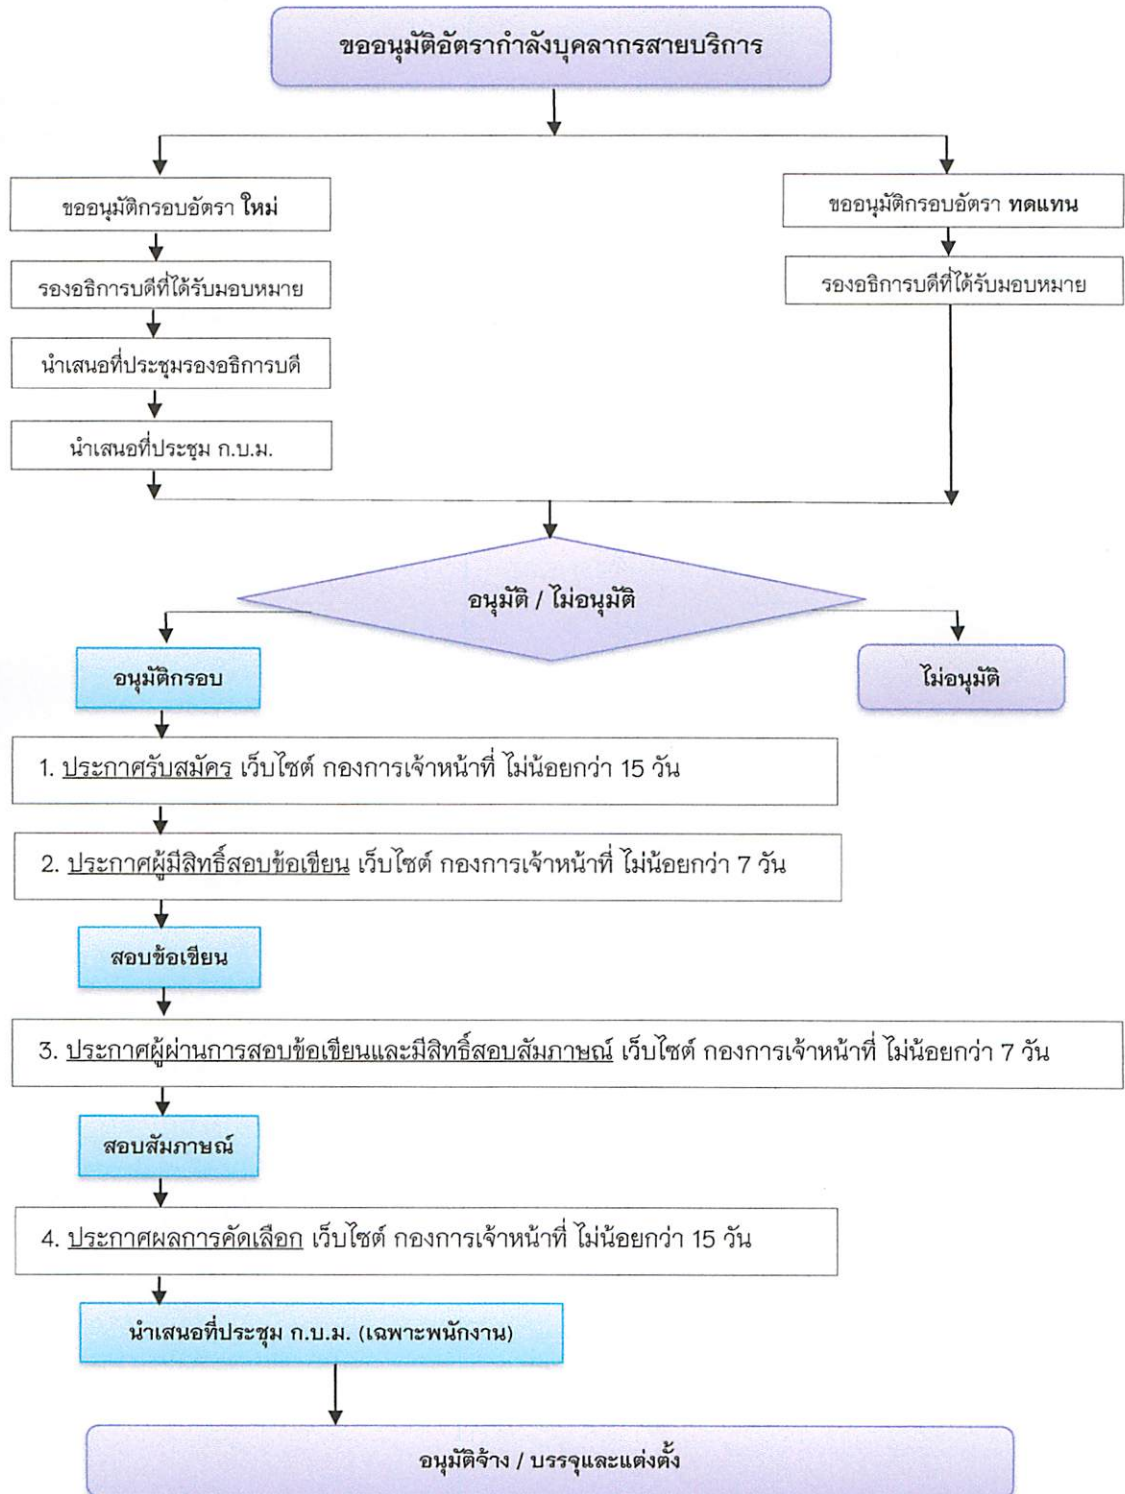 ขออนุมัติอัตรากำลังบุคลากรสายบริการ
ขออนุมัติกรอบอัตรา ใหม่
ขออนุมัติกรอบอัตรา ทดแทน
รองอธิการบดีที่ได้รับมอบหมาย
รองอธิการบดีที่ได้รับมอบหมาย
นำเสนอที่ประชุมรองอธิการบดี
นำเสนอที่ประชุม ก.บ.ม.
อนุมัติ / ไม่อนุมัติ
อนุมัติกรอบ
ไม่อนุมัติ
1. ประกาศรับสมัคร เว็บไซต์ กองการเจ้าหน้าที่ ไม่น้อยกว่า 15 วัน
2. ประกาศผู้มีสิทธิ์สอบข้อเขียน เว็บไซต์ กองการเจ้าหน้าที่ ไม่น้อยกว่า 7 วัน
สอบข้อเขียน
3. ประกาศผู้ผ่านการสอบข้อเขียนและมีสิทธิ์สอบสัมภาษณ์ เว็บไซต์ กองการเจ้าหน้าที่ ไม่น้อยกว่า 7 วัน
สอบสัมภาษณ์
4. ประกาศผลการคัดเลือก เว็บไซต์ กองการเจ้าหน้าที่ ไม่น้อยกว่า 15 วัน
นำเสนอที่ประชุม ก.บ.ม. (เฉพาะพนักงาน)
อนุมัติจ้าง / บรรจุและแต่งตั้ง